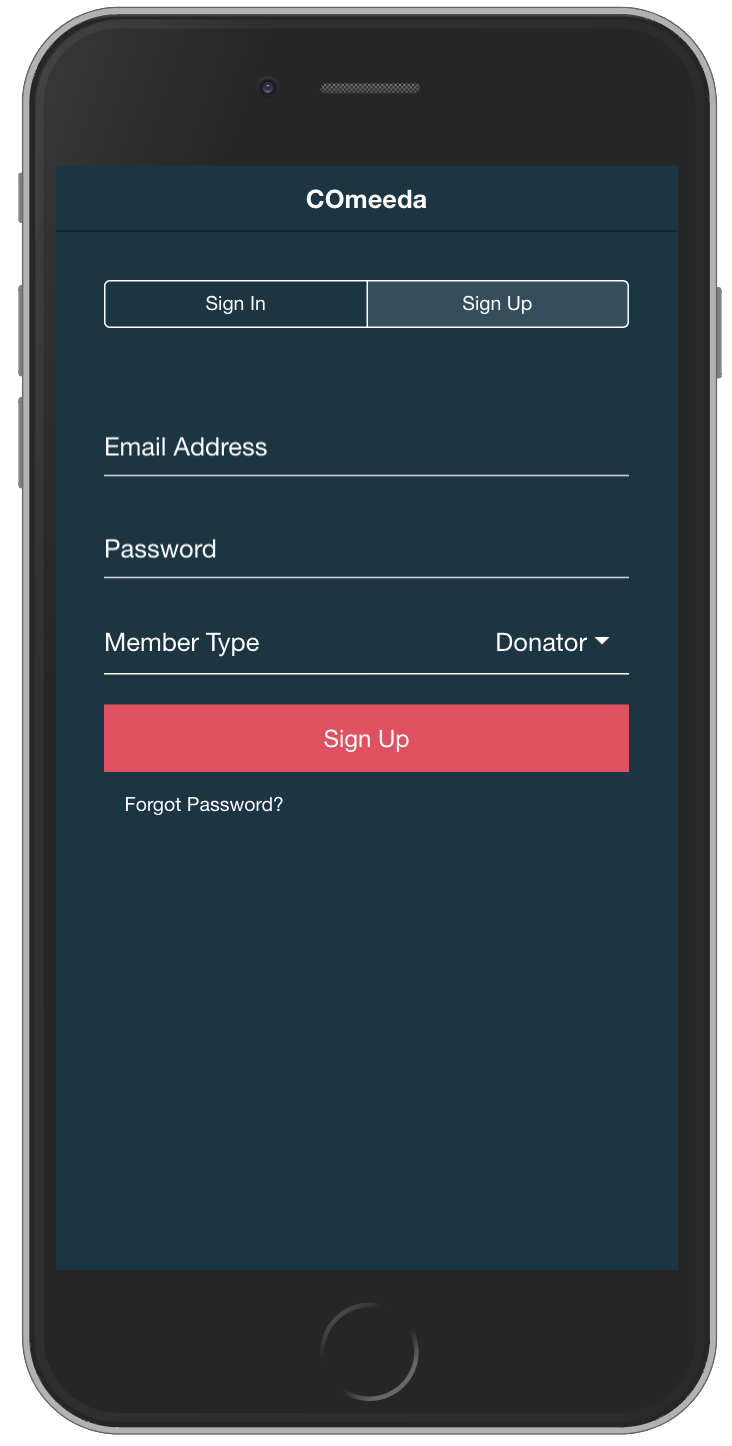 COmeeda
Sign In Sign Up
Email Address
Password
Member Type Donator
Sign Up
Forgot Password?